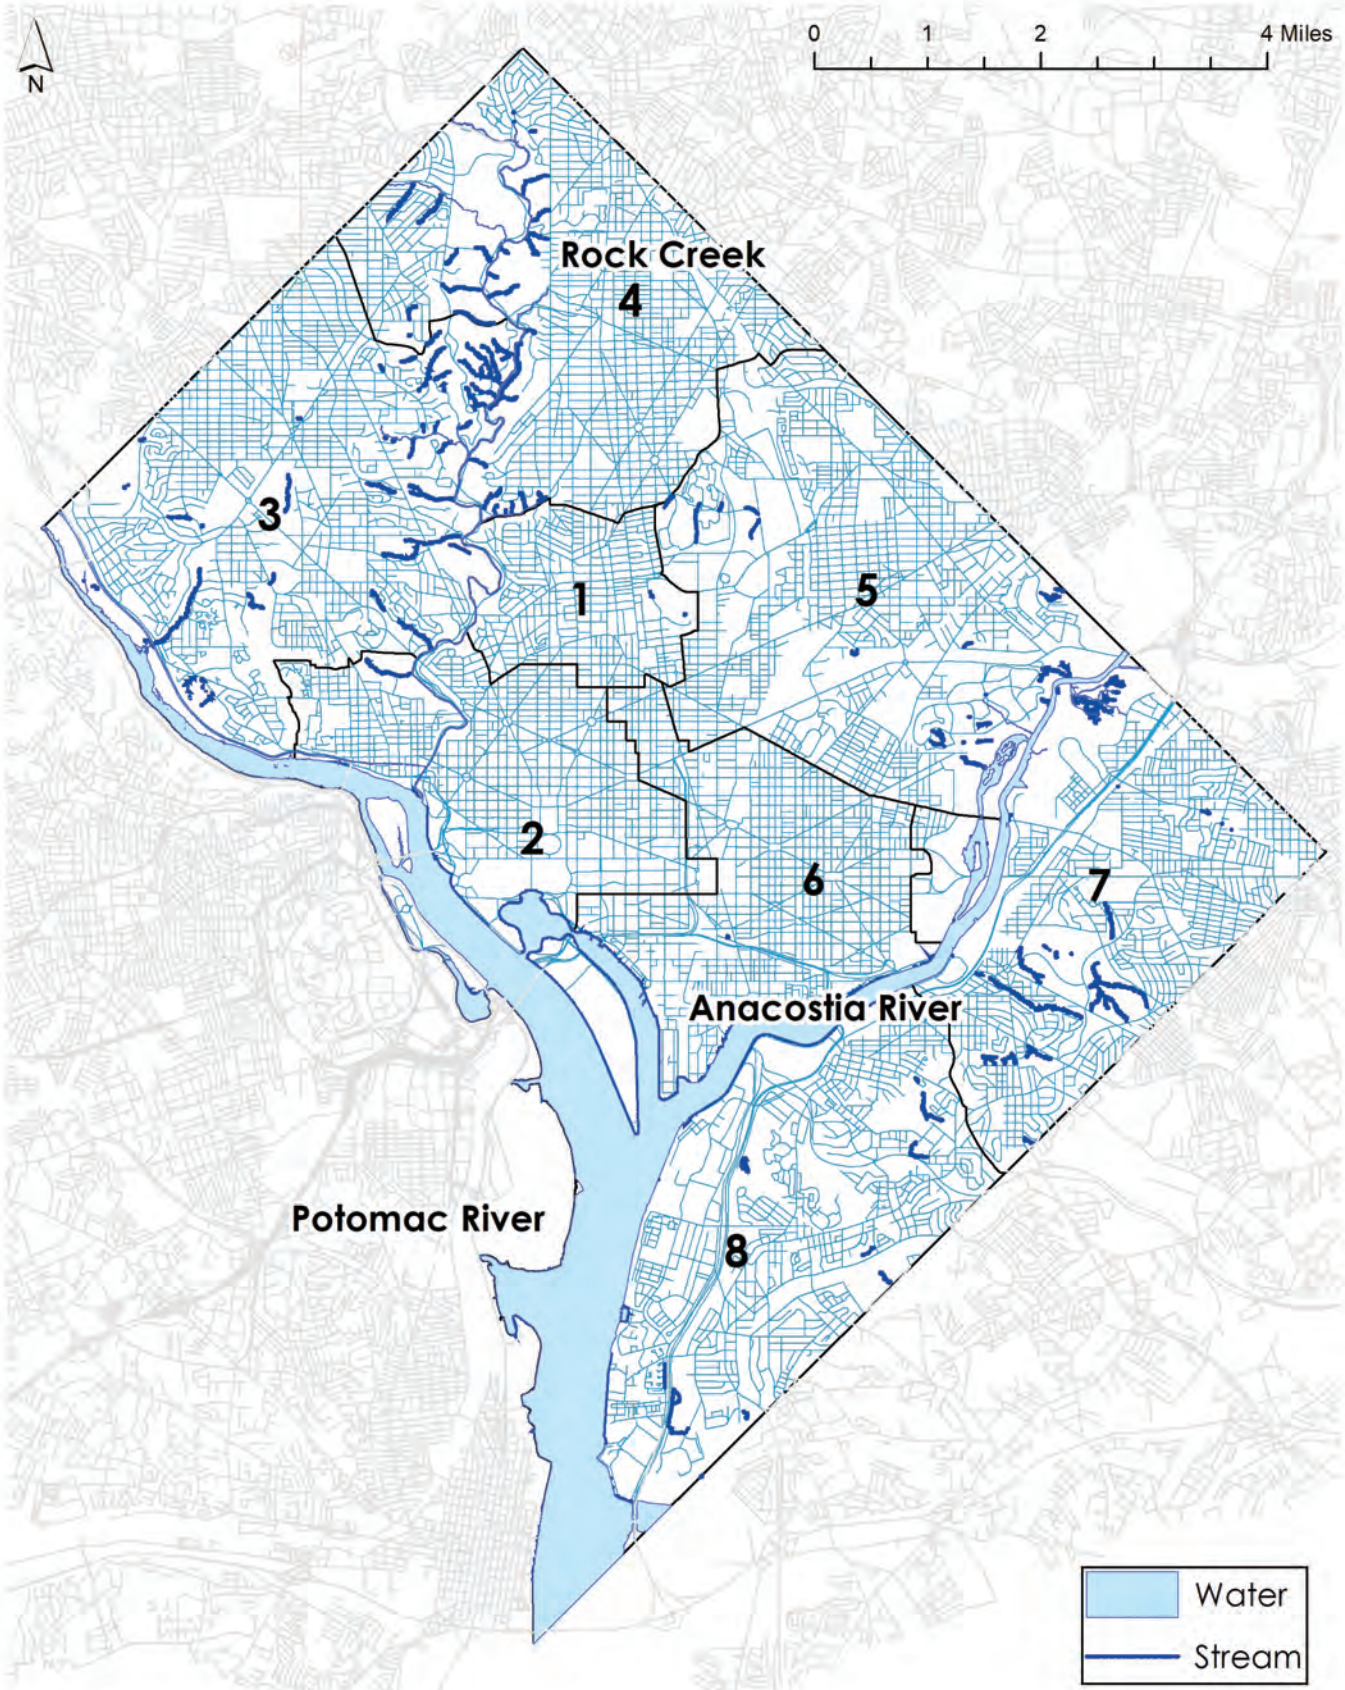 0 1 2 4 Miles
N
Rock Creek
4
3
1
5
2
6
7
Anacostia River
Potomac River
8
Water
Stream